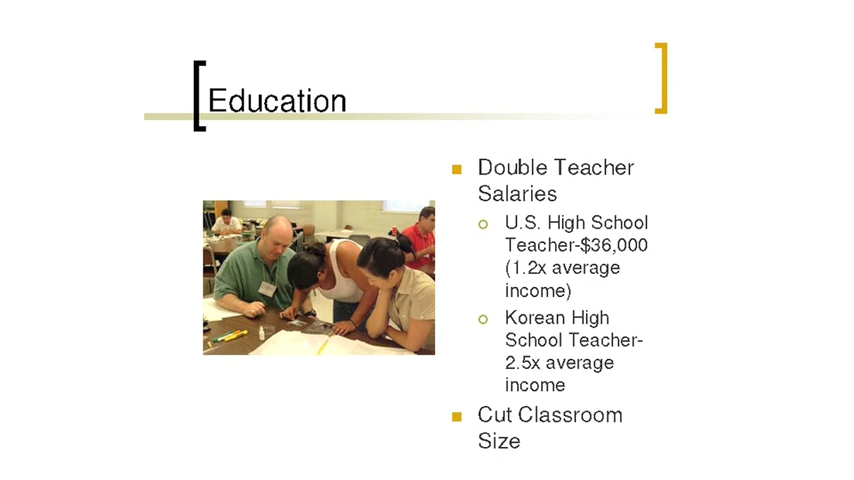 Education
Double Teacher
Salaries
U.S. High School
Teacher-$36,000
(1.2x average
income)
Korean High
School Teacher-
2.5x average
income
Cut Classroom
Size